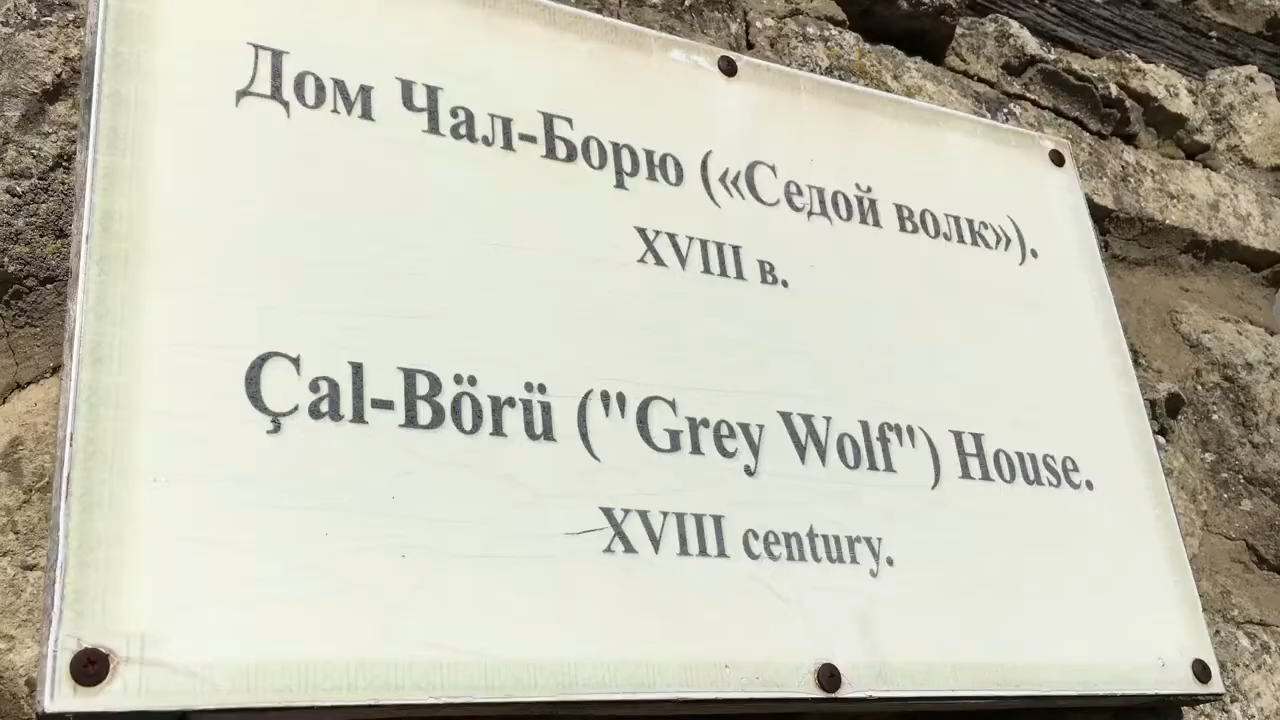 Дом Чал-Борю («Седой волк»).
XVIII в.
Çal-Börü ("Grey Wolf") House.
XVIII century.